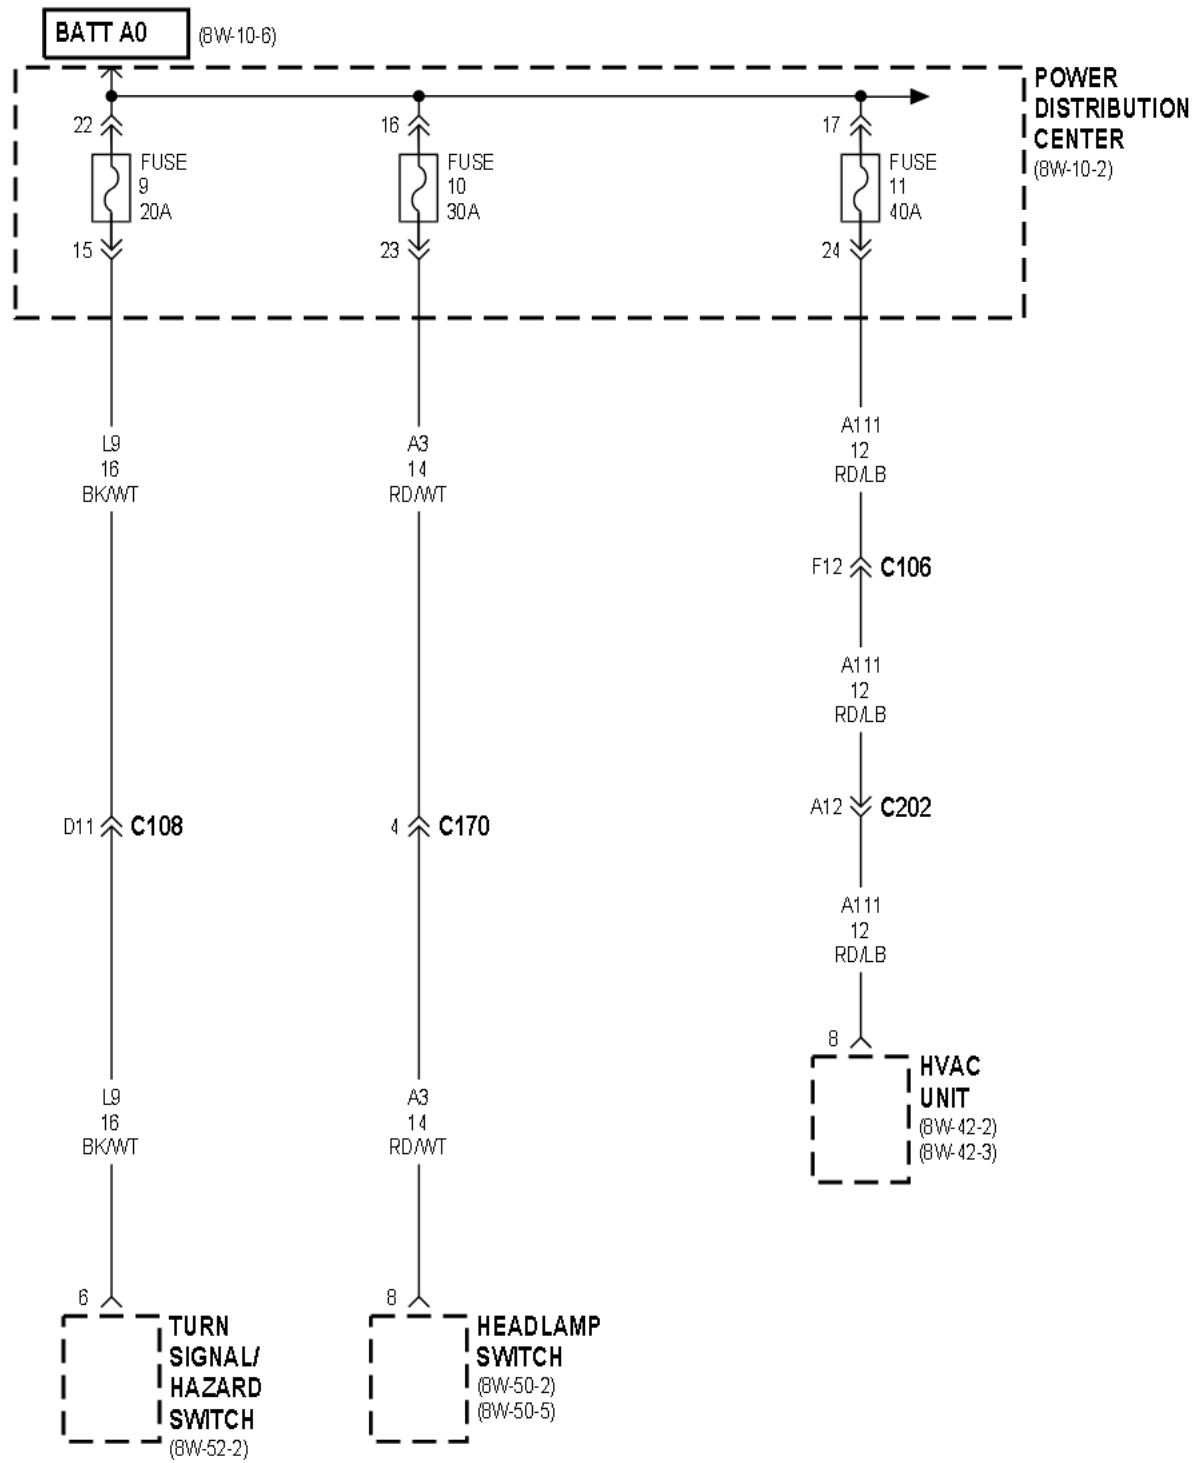 BATT A0 (8W-10-6)
POWER
DISTRIBUTION
CENTER
(8W-10-2)
22
FUSE
9
20A
15
16
FUSE
10
30A
23
17
FUSE
11
40A
24
L9
16
BK/WT
A3
14
RD/WT
A111
12
RD/LB
F12 C106
A111
12
RD/LB
A12 C202
D11 C108
4 C170
A111
12
RD/LB
8
HVAC
UNIT
(8W-42-2)
(8W-42-3)
L9
16
BK/WT
A3
14
RD/WT
6
TURN
SIGNAL/
HAZARD
SWITCH
(8W-52-2)
8
HEADLAMP
SWITCH
(8W-50-2)
(8W-50-5)